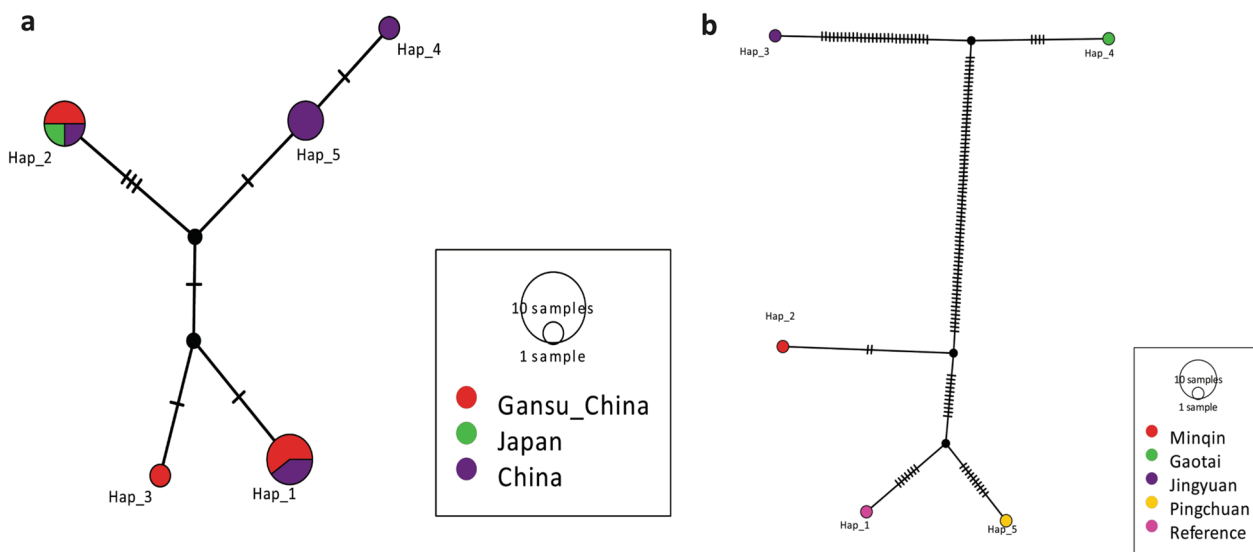 a
Hap_4
Hap_5
Hap_2
Hap_3
Hap_1
10 samples
1 sample
Gansu_China
Japan
China
b
Hap_3
Hap_4
Hap_2
Hap_1
Hap_5
10 samples
1 sample
Minqin
Gaotai
Jingyuan
Pingchuan
Reference